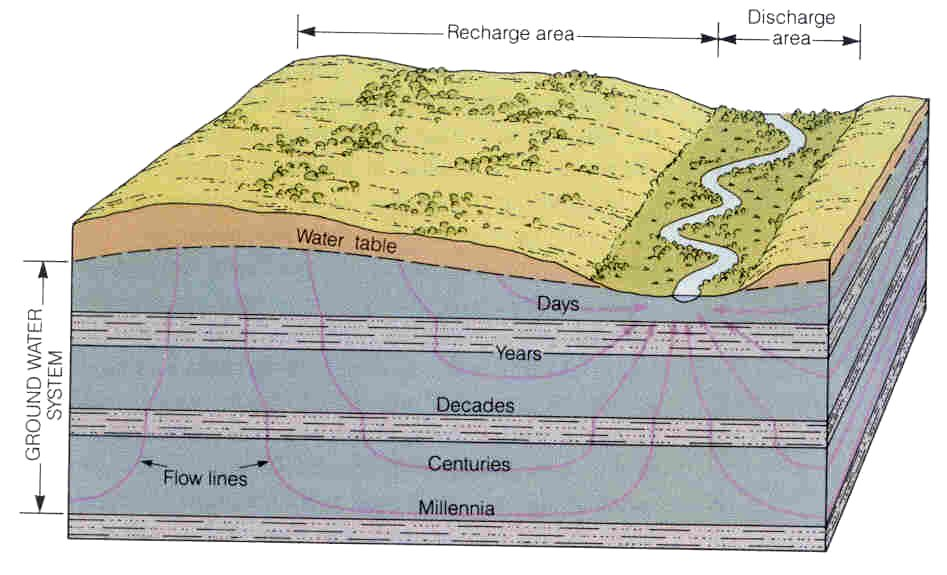 Recharge area
Discharge
area
Water table
Days
Years
Decades
Centuries
Flow lines
Millennia
GROUND WATER
SYSTEM